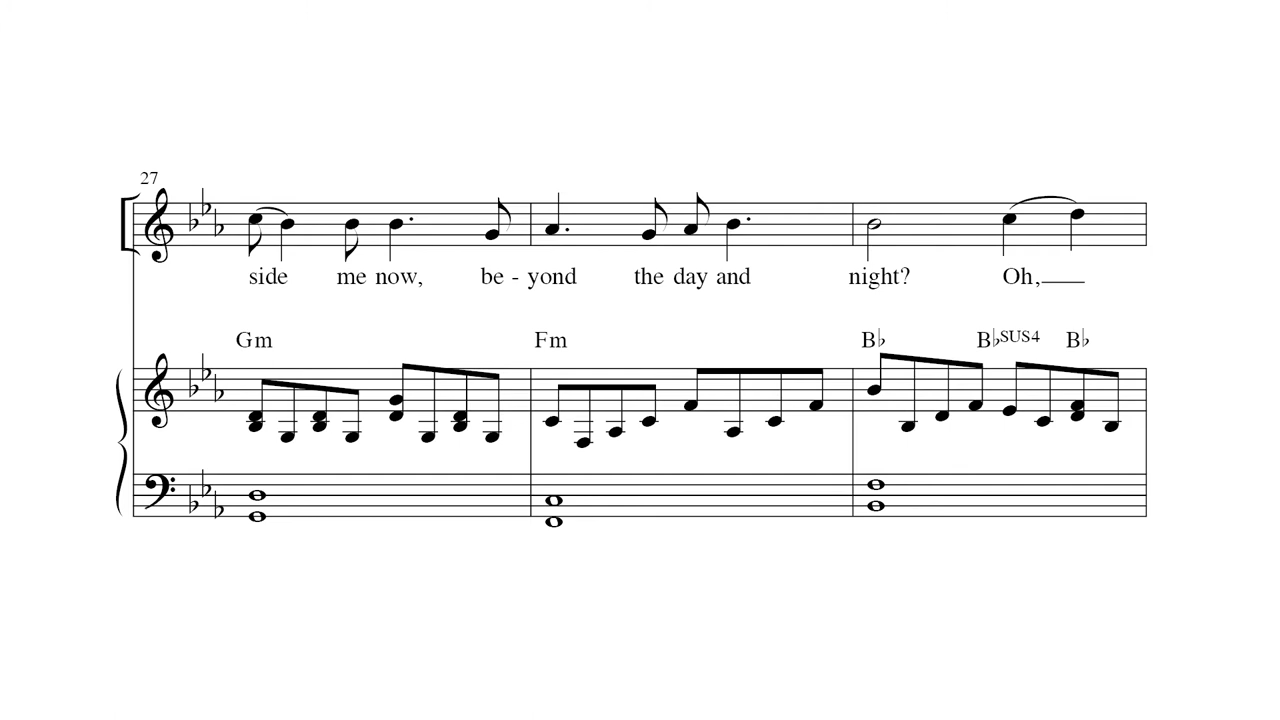 27
side me now, be - yond the day and night? Oh,
Gm Fm B♭ B♭SUS4 B♭